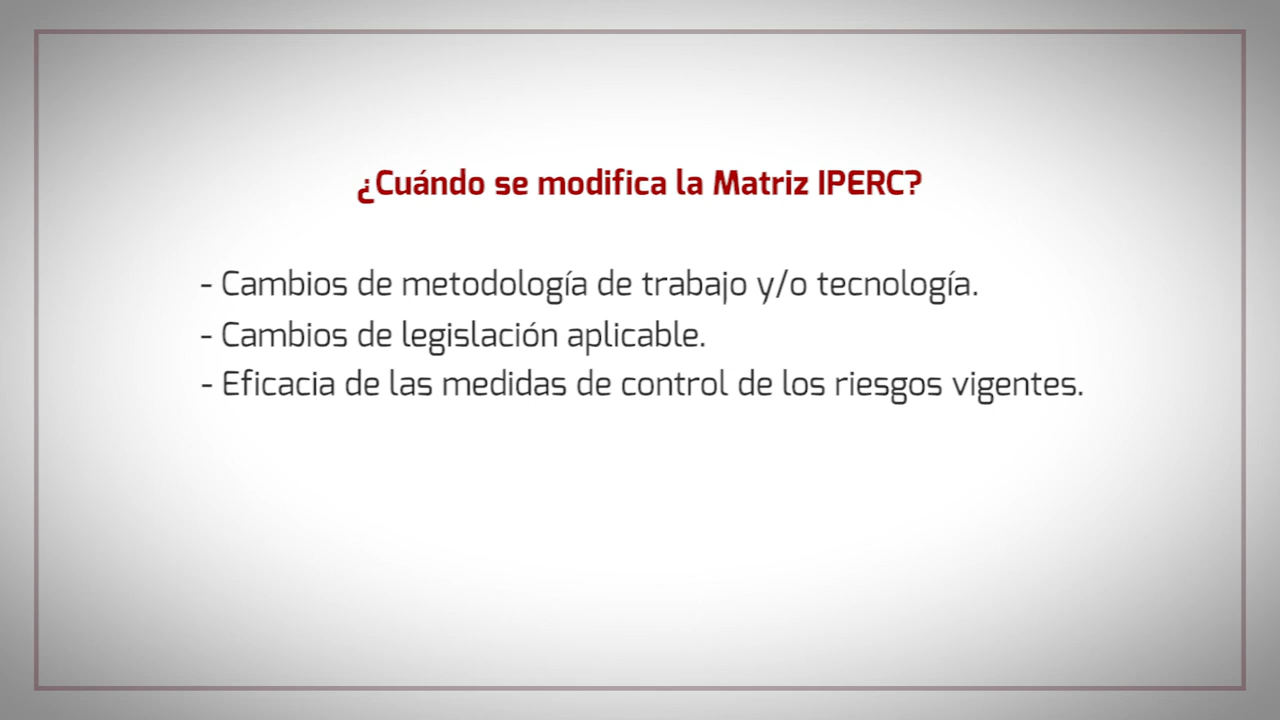 ¿Cuándo se modifica la Matriz IPERC?
- Cambios de metodología de trabajo y/o tecnología.
- Cambios de legislación aplicable.
- Eficacia de las medidas de control de los riesgos vigentes.